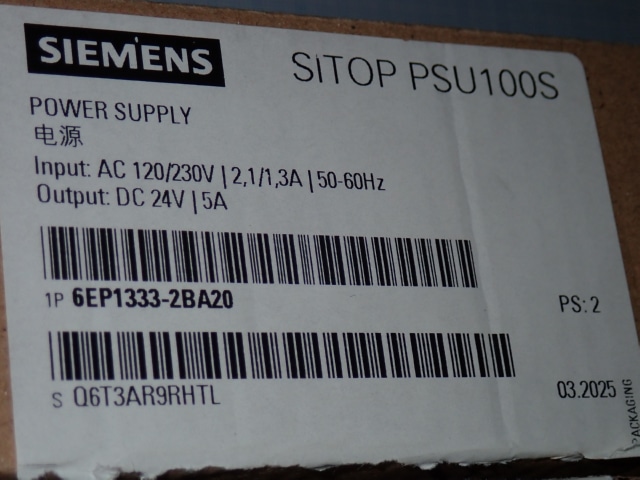 SIEMENS
SITOP PSU100S
POWER SUPPLY
电源
Input: AC 120/230V | 2,1/1,3A | 50-60Hz
Output: DC 24V | 5A
1P 6EP1333-2BA20
PS: 2
S Q6T3AR9RHTL
03.2025
PACKAGING